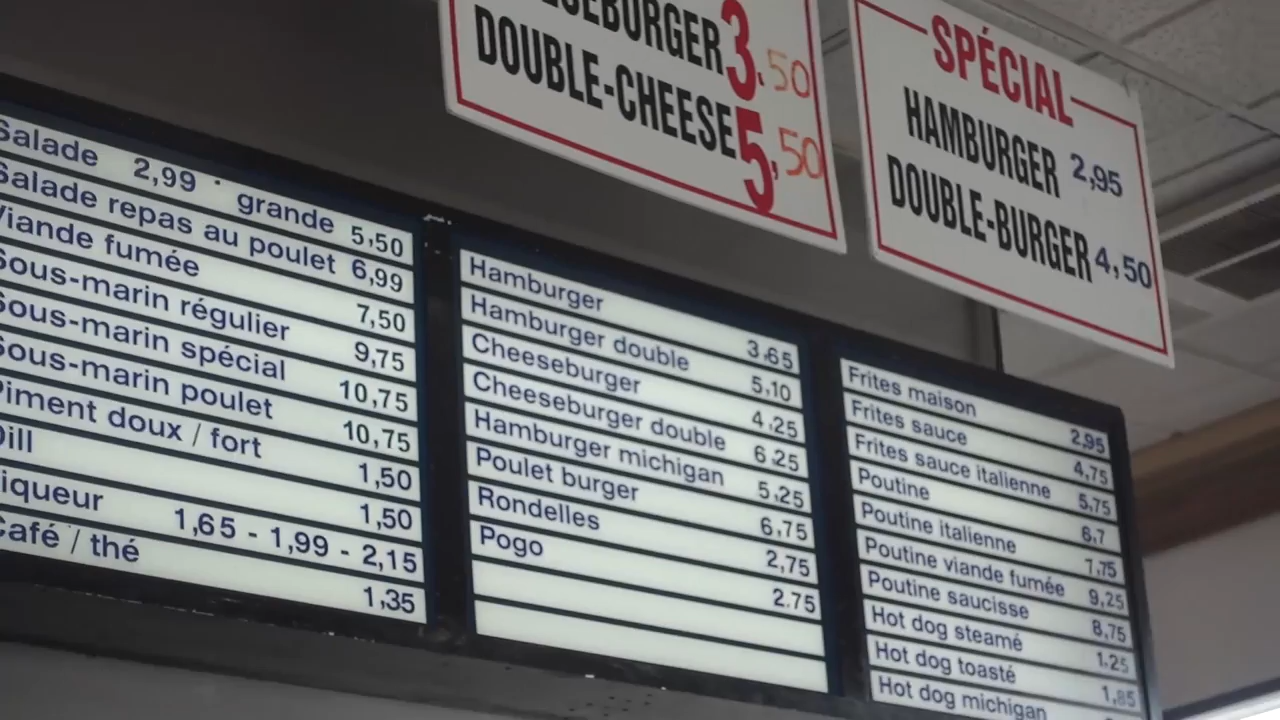 ESEBURGER 3.50
DOUBLE-CHEESE 5,50
SPÉCIAL
HAMBURGER 2,95
DOUBLE-BURGER 4,50
Salade 2,99 grande 5,50
Salade repas au poulet 6,99
Viande fumée 7,50
Sous-marin régulier 9,75
Sous-marin spécial 10,75
Sous-marin poulet 10,75
Piment doux / fort 1,50
Dill 1,50
iqueur 1,65 - 1,99 - 2,15
Café / thé 1,35
Hamburger 3,65
Hamburger double 5,10
Cheeseburger 4,25
Cheeseburger double 6,25
Hamburger michigan 5,25
Poulet burger 6,75
Rondelles 2,75
Pogo 2.75
Frites maison 2,95
Frites sauce 4,75
Frites sauce italienne 5,75
Poutine 6,7
Poutine italienne 7,75
Poutine viande fumée 9,25
Poutine saucisse 8,75
Hot dog steamé 1,25
Hot dog toasté 1,85
Hot dog michigan